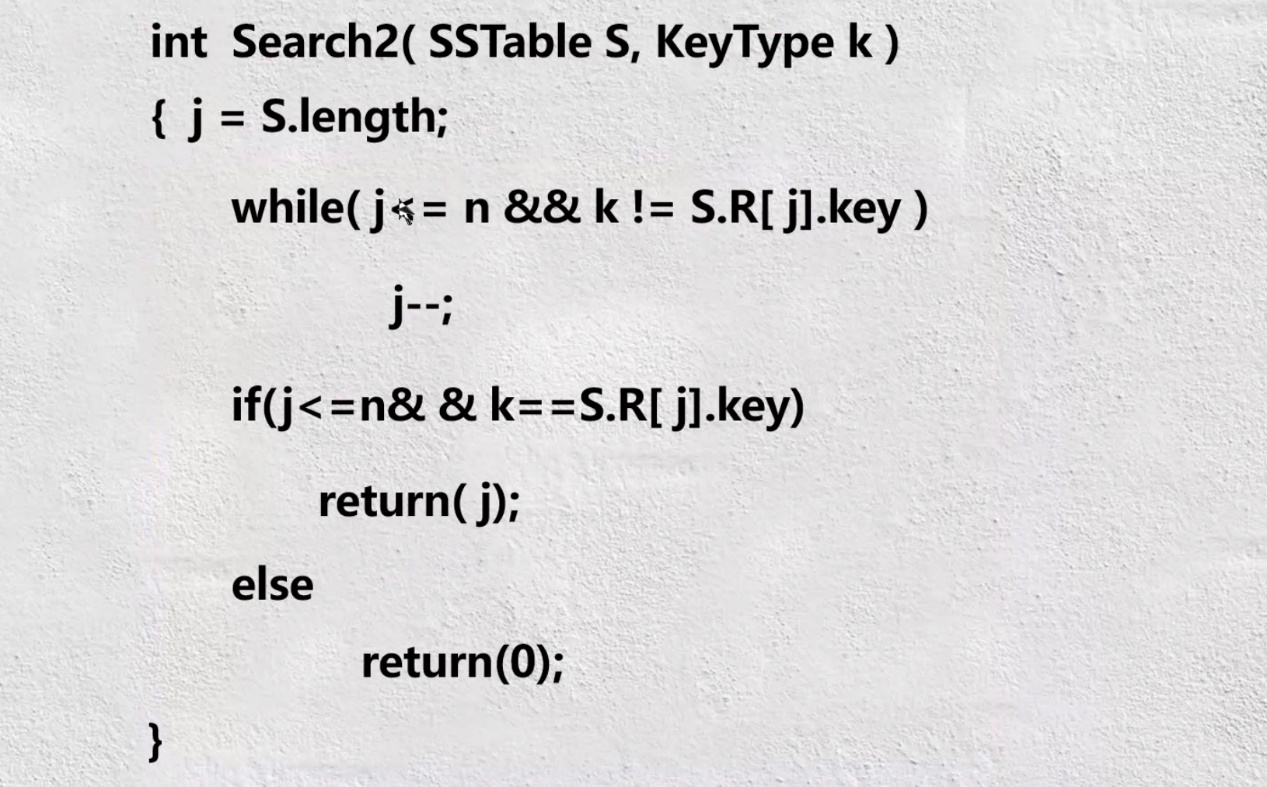 int Search2( SSTable S, KeyType k )
{ j = S.length;
while( j<= n && k != S.R[ j].key )
j--;
if(j<=n& & k==S.R[ j].key)
return( j);
else
return(0);
}